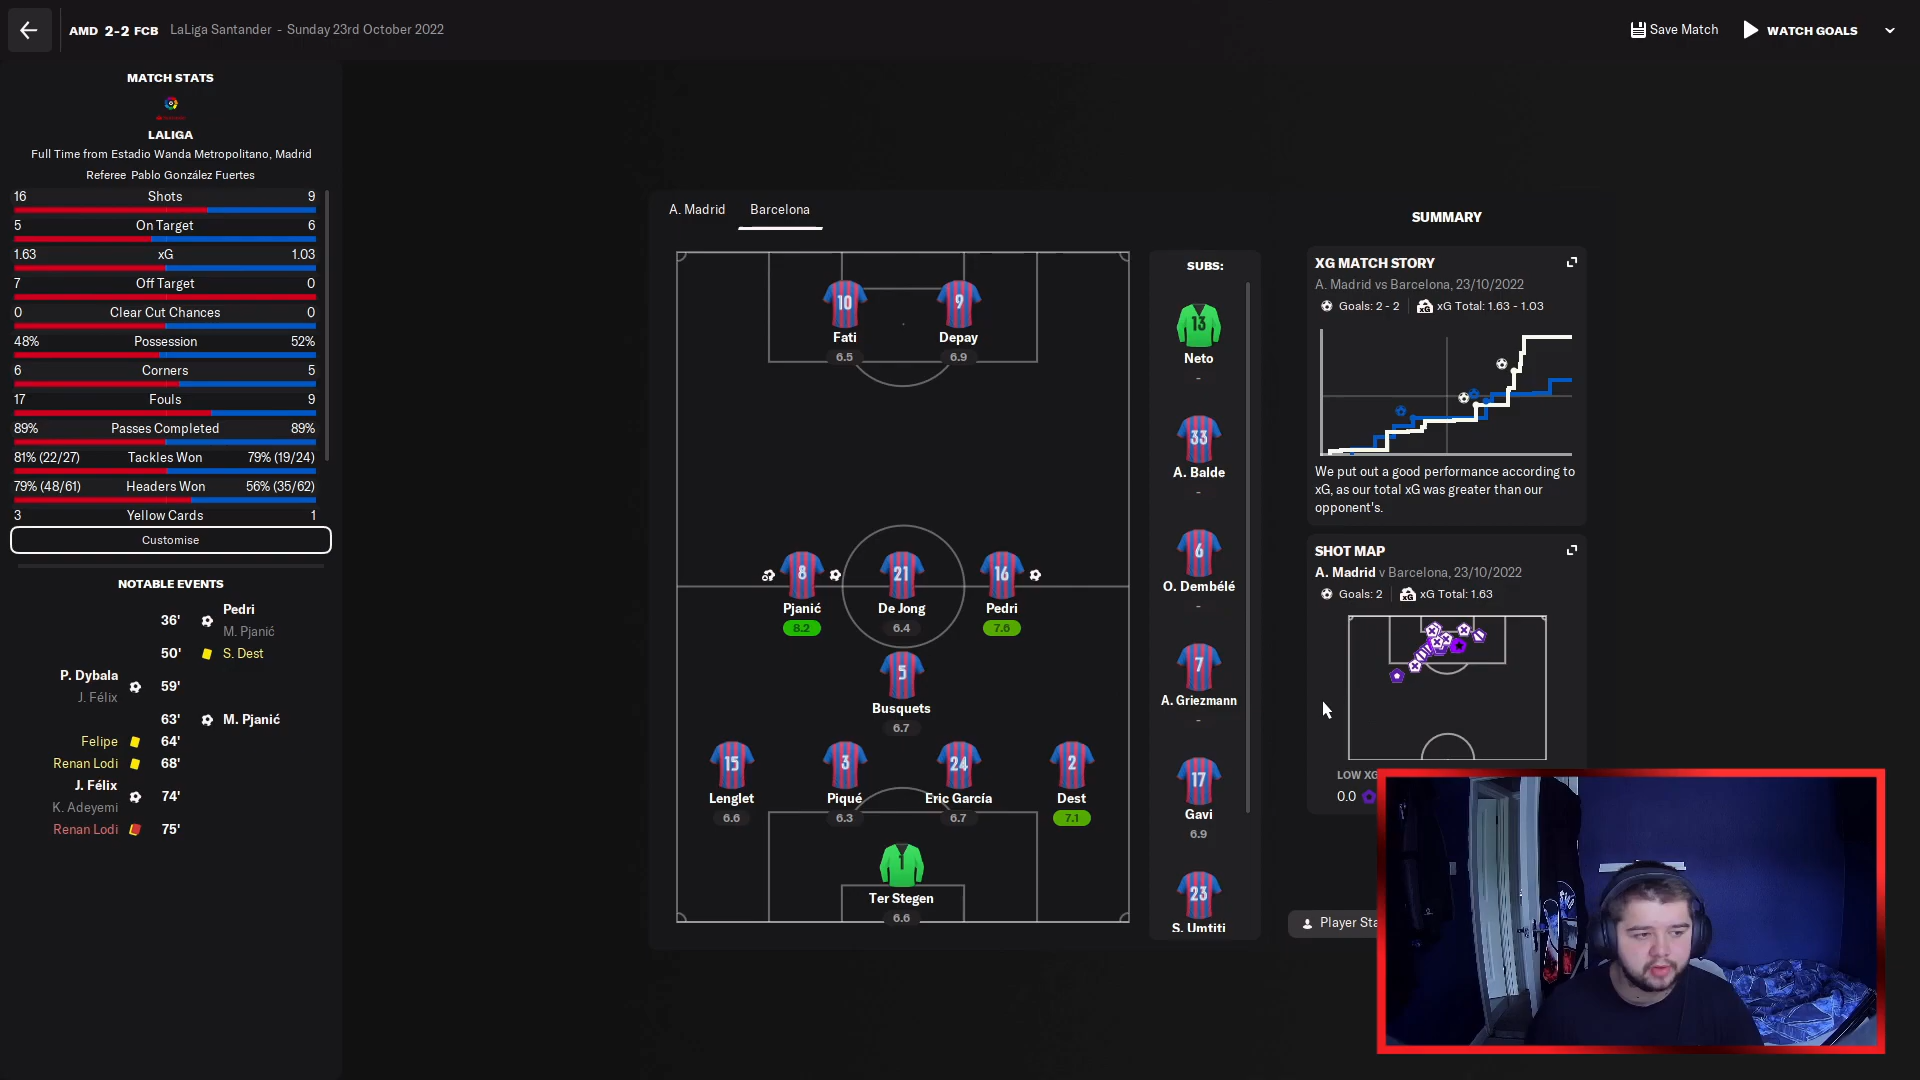 AMD 2-2 FCB LaLiga Santander - Sunday 23rd October 2022
Save Match WATCH GOALS
MATCH STATS
LALIGA
Full Time from Estadio Wanda Metropolitano, Madrid
Referee Pablo González Fuertes
16 Shots 9
5 On Target 6
1.63 xG 1.03
7 Off Target 0
0 Clear Cut Chances 0
48% Possession 52%
6 Corners 5
17 Fouls 9
89% Passes Completed 89%
81% (22/27) Tackles Won 79% (19/24)
79% (48/61) Headers Won 56% (35/62)
3 Yellow Cards 1
Customise
NOTABLE EVENTS
36' Pedri
M. Pjanić
50' S. Dest
P. Dybala 59'
J. Félix
63' M. Pjanić
Felipe 64'
Renan Lodi 68'
J. Félix 74'
K. Adeyemi
Renan Lodi 75'
A. Madrid Barcelona
10 9
Fati Depay
6.5 6.9
8 21 16
Pjanić De Jong Pedri
8.2 6.4 7.6
5
Busquets
6.7
15 3 24 2
Lenglet Piqué Eric García Dest
6.6 6.3 6.7 7.1
1
Ter Stegen
6.6
SUBS:
13
Neto
-
33
A. Balde
-
6
O. Dembélé
-
7
A. Griezmann
-
17
Gavi
6.9
23
S. Umtiti
SUMMARY
XG MATCH STORY
A. Madrid vs Barcelona, 23/10/2022
Goals: 2 - 2 xG Total: 1.63 - 1.03
We put out a good performance according to
xG, as our total xG was greater than our
opponent's.
SHOT MAP
A. Madrid v Barcelona, 23/10/2022
Goals: 2 xG Total: 1.63
LOW XG
0.0
Player Sta